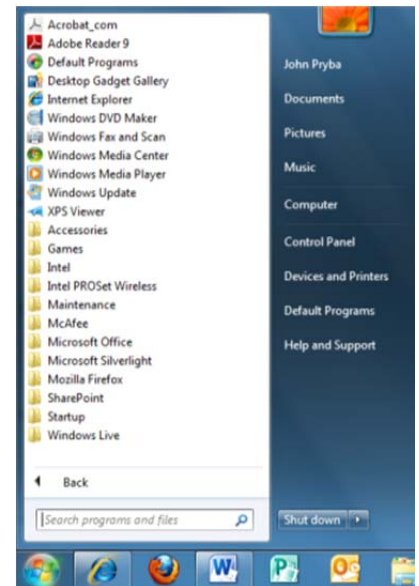 Acrobat_com
Adobe Reader 9
Default Programs
Desktop Gadget Gallery
Internet Explorer
Windows DVD Maker
Windows Fax and Scan
Windows Media Center
Windows Media Player
Windows Update
XPS Viewer
Accessories
Games
Intel
Intel PROSet Wireless
Maintenance
McAfee
Microsoft Office
Microsoft Silverlight
Mozilla Firefox
SharePoint
Startup
Windows Live
Back
Search programs and files
John Pryba
Documents
Pictures
Music
Computer
Control Panel
Devices and Printers
Default Programs
Help and Support
Shut down